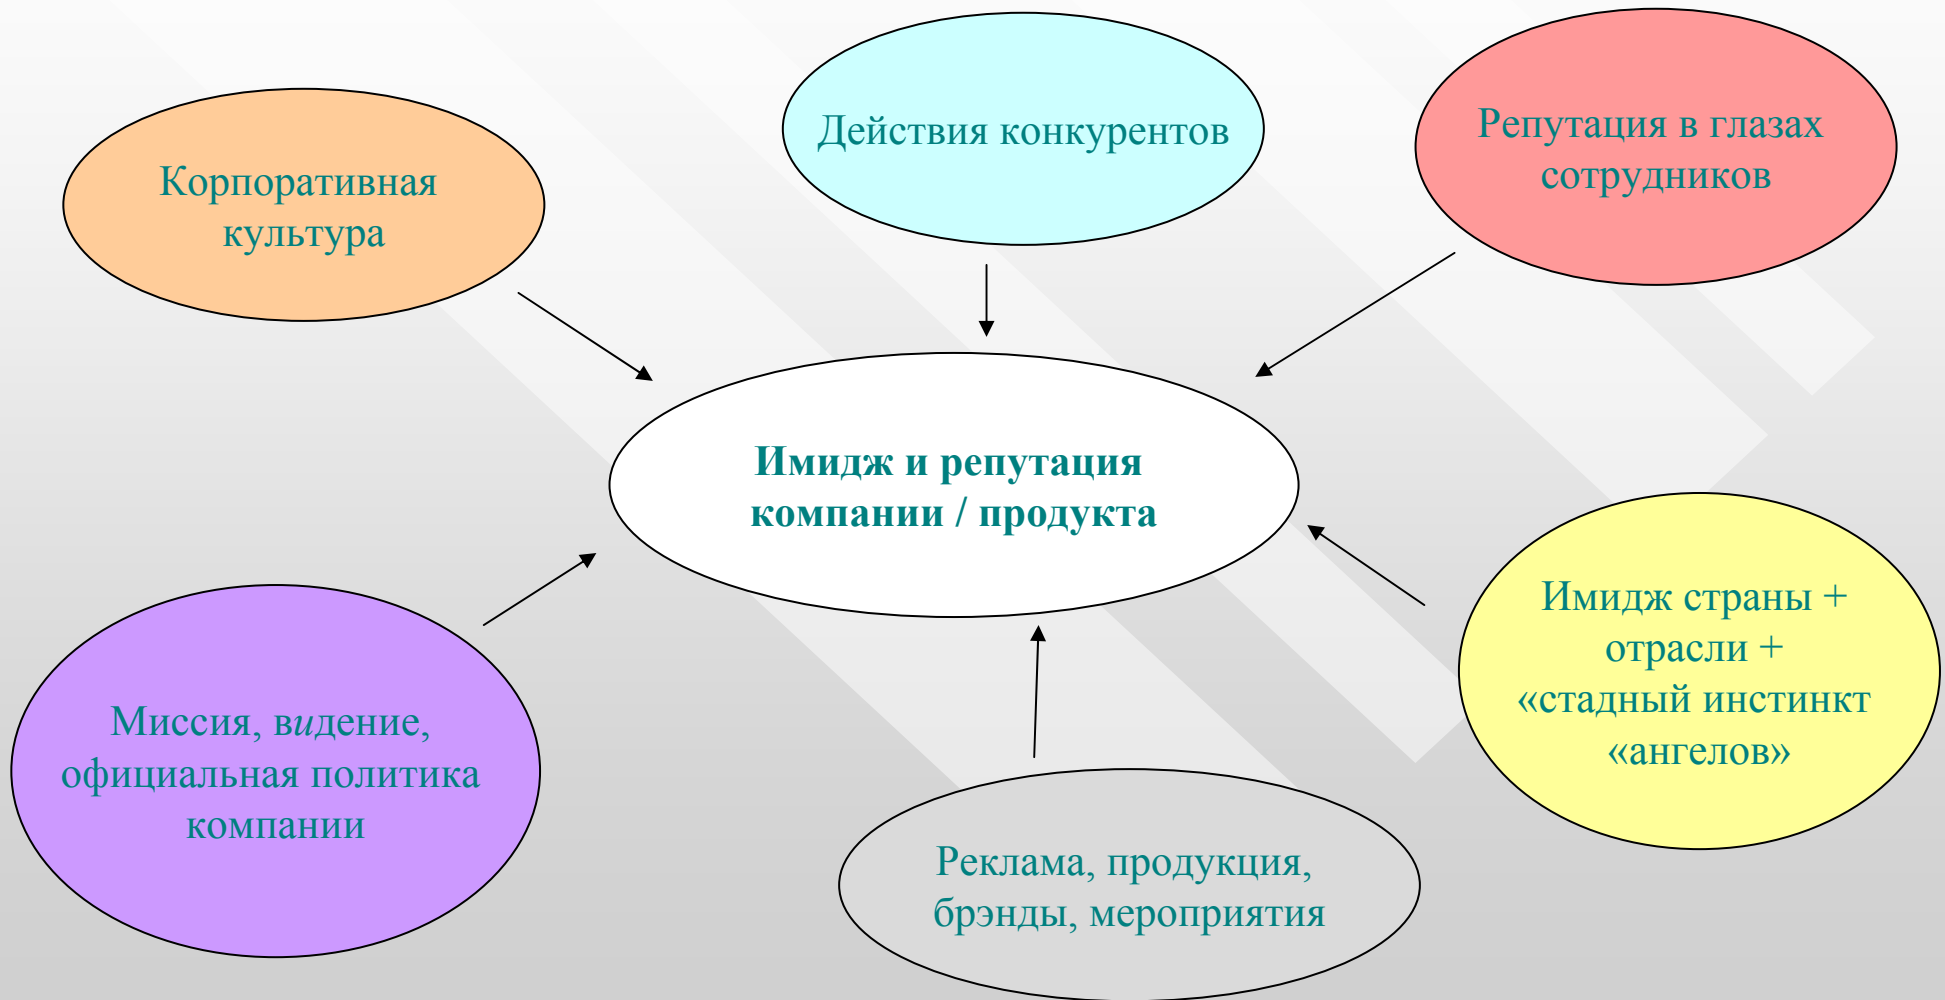 Корпоративная
культура
Действия конкурентов
Репутация в глазах
сотрудников
Имидж и репутация
компании / продукта
Миссия, видение,
официальная политика
компании
Реклама, продукция,
брэнды, мероприятия
Имидж страны +
отрасли +
«стадный инстинкт
«ангелов»